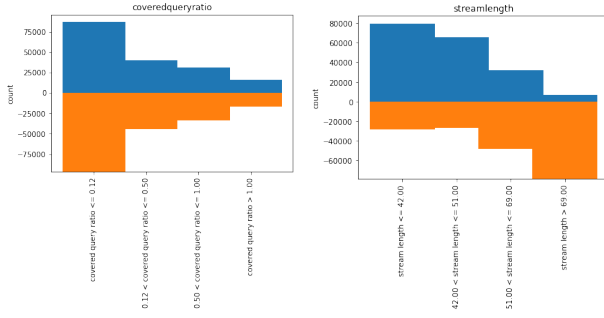 coveredqueryratio
75000
50000
25000
0
−25000
−50000
−75000
count
covered query ratio <= 0.12
0.12 < covered query ratio <= 0.50
0.50 < covered query ratio <= 1.00
covered query ratio > 1.00
streamlength
80000
60000
40000
20000
0
−20000
−40000
−60000
count
stream length <= 42.00
42.00 < stream length <= 51.00
51.00 < stream length <= 69.00
stream length > 69.00